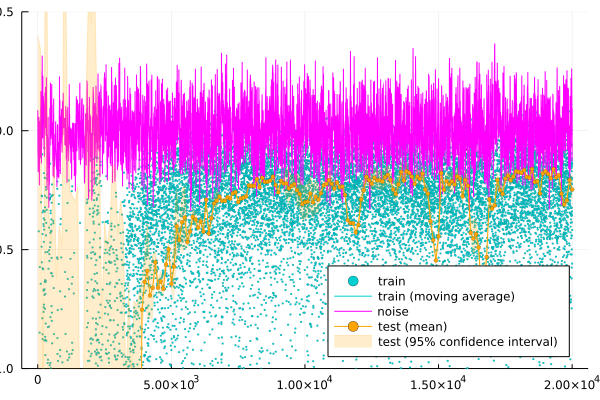 0.5
0.0
0.5
1.0
0
5.00×10³
1.00×10⁴
1.50×10⁴
2.00×10⁴
train
train (moving average)
noise
test (mean)
test (95% confidence interval)